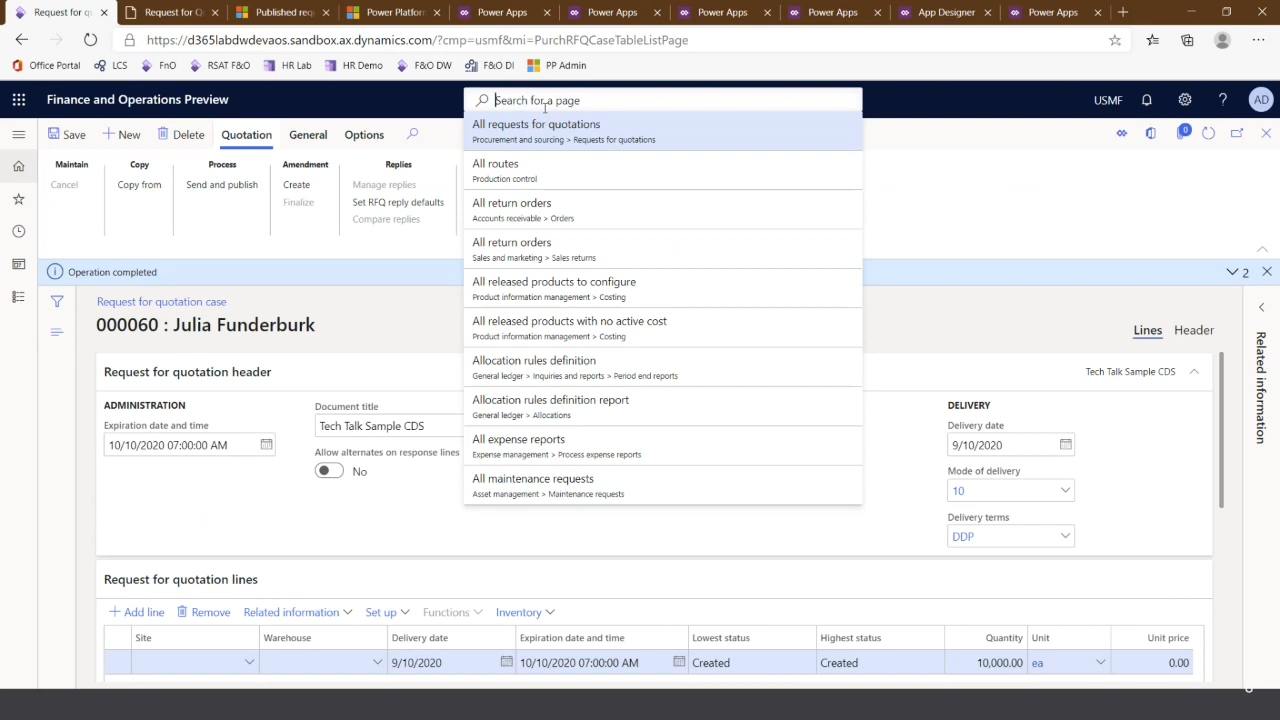 Request for qu
Request for Qu
Published requ
Power Platform
Power Apps
Power Apps
Power Apps
Power Apps
App Designer
Power Apps
https://d365labdwdevaos.sandbox.ax.dynamics.com/?cmp=usmf&mi=PurchRFQCaseTableListPage
Office Portal
LCS
FnO
RSAT F&O
HR Lab
HR Demo
F&O DW
F&O DI
PP Admin
Finance and Operations Preview
Search for a page
USMF
?
AD
Save
New
Delete
Quotation
General
Options
0
Maintain
Copy
Process
Amendment
Replies
Cancel
Copy from
Send and publish
Create
Manage replies
Finalize
Set RFQ reply defaults
Compare replies
All requests for quotations
Procurement and sourcing > Requests for quotations
All routes
Production control
All return orders
Accounts receivable > Orders
All return orders
Sales and marketing > Sales returns
All released products to configure
Product information management > Costing
All released products with no active cost
Product information management > Costing
Allocation rules definition
General ledger > Inquiries and reports > Period end reports
Allocation rules definition report
General ledger > Allocations
All expense reports
Expense management > Process expense reports
All maintenance requests
Asset management > Maintenance requests
Operation completed
2
Request for quotation case
000060 : Julia Funderburk
Lines
Header
Related information
Request for quotation header
Tech Talk Sample CDS
ADMINISTRATION
Expiration date and time
10/10/2020 07:00:00 AM
Document title
Tech Talk Sample CDS
Allow alternates on response lines
No
DELIVERY
Delivery date
9/10/2020
Mode of delivery
10
Delivery terms
DDP
Request for quotation lines
Add line
Remove
Related information
Set up
Functions
Inventory
Site
Warehouse
Delivery date
Expiration date and time
Lowest status
Highest status
Quantity
Unit
Unit price
9/10/2020
10/10/2020 07:00:00 AM
Created
Created
10,000.00
ea
0.00